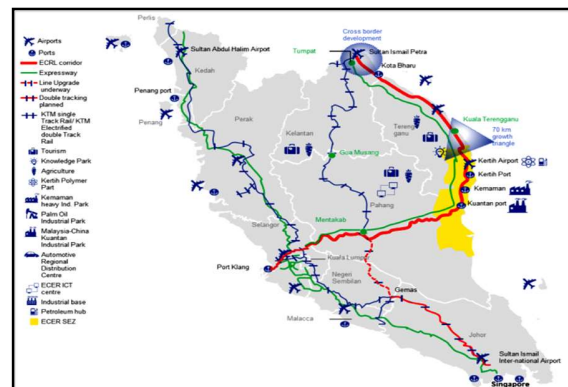 Airports
Ports
ECRL corridor
Expressway
Line Upgrade
underway
Double tracking
planned
KTM single
Track Rail/ KTM
Electrified
double Track
Rail
Tourism
Knowledge Park
Agriculture
Kertih Polymer
Part
Kemaman
heavy Ind. Park
Palm Oil
Industrial Park
Malaysia-China
Kuantan
Industrial Park
Automotive
Regional
Distribution
Centre
ECER ICT
centre
Industrial base
Petroleum hub
ECER SEZ
Perlis
Sultan Abdul Halim Airport
Kedah
Penang port
Penang
Perak
Cross border
development
Tumpat
Sultan Ismail Petra
Kota Bharu
Kelantan
Tereng
ganu
Kuala Terengganu
70 km
growth
triangle
Gua Musang
Kertih Airport
Kertih Port
Kemaman
Kuantan port
Pahang
Mentakab
Selangor
Port Klang
Kuala Lumpur
Negeri
Sembilan
Gemas
Malacca
Johor
Sultan Ismail
Inter-national Airport
Singapore